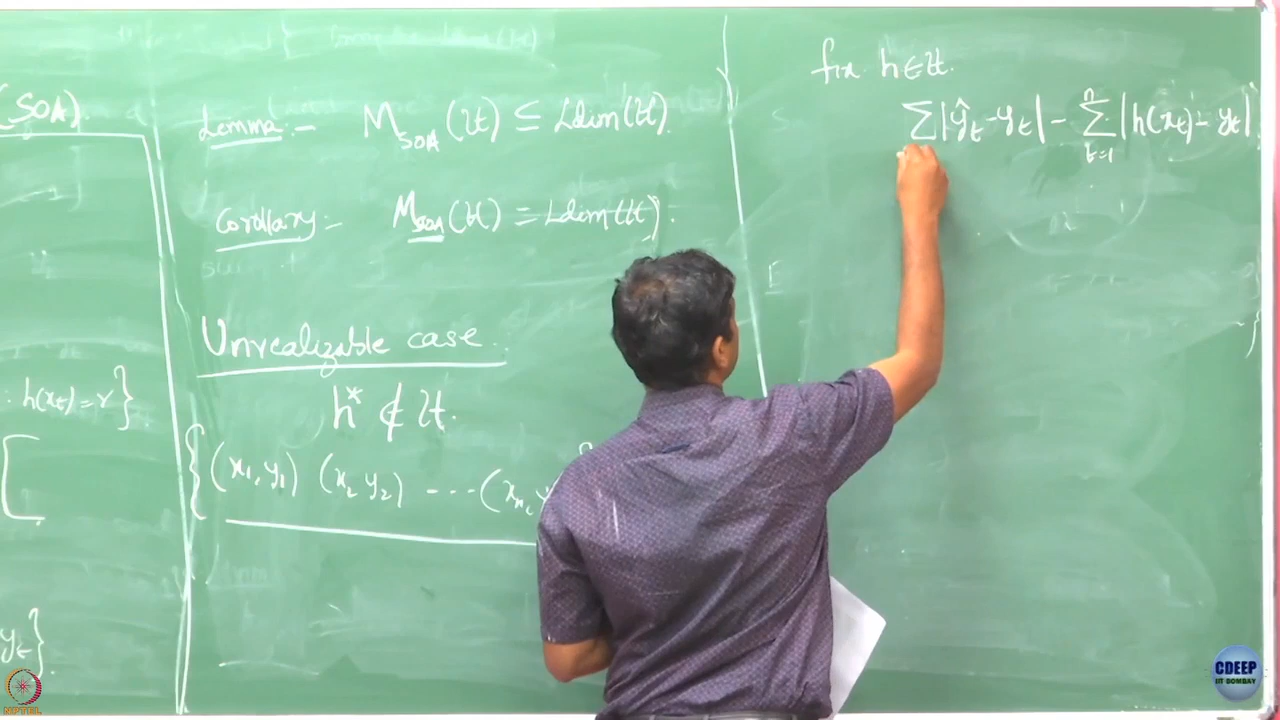 (SOA).
: h(x_t) = r}
y_t}
Lemma :- M_SOA(H) ≤ Ldim(H).
Corollary :- M_SOA(H) = Ldim(H).
Unrealizable case.
h* ∉ H.
{(x_1, y_1) (x_2 y_2) ---(x_n, y
fix h∈H.
∑|ŷ_t - y_t| - ∑_{t=1}^{n} |h(x_t) - y_t|
NPTEL
CDEEP
IIT BOMBAY